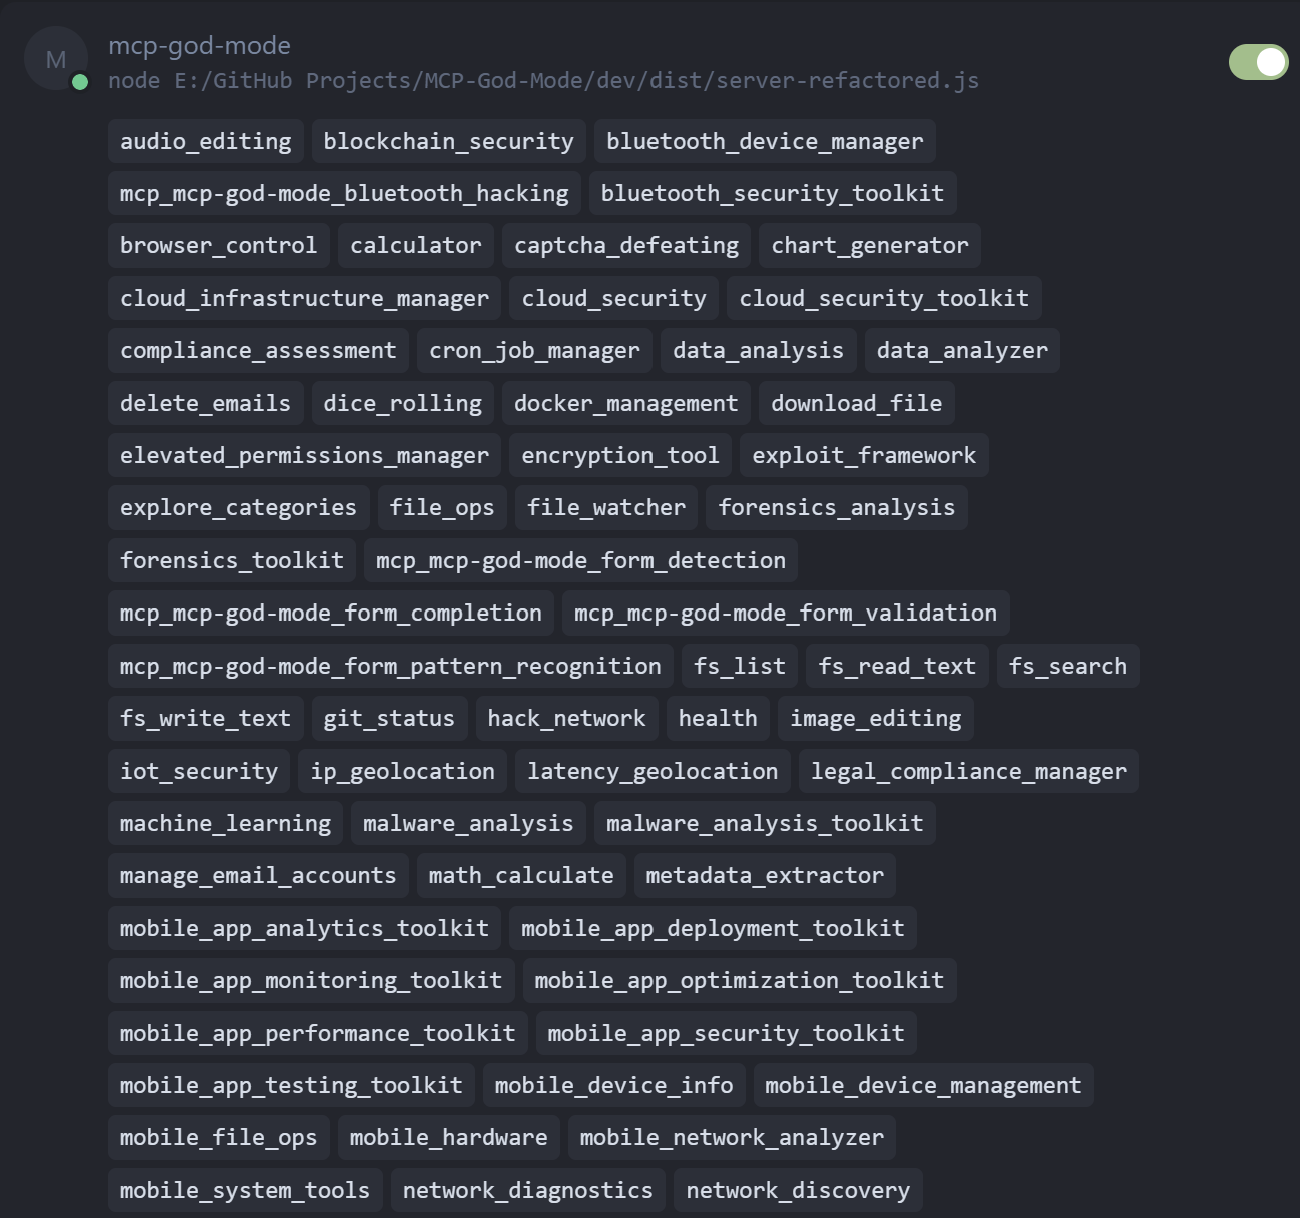 M
mcp-god-mode
node E:/GitHub Projects/MCP-God-Mode/dev/dist/server-refactored.js
audio_editing blockchain_security bluetooth_device_manager
mcp_mcp-god-mode_bluetooth_hacking bluetooth_security_toolkit
browser_control calculator captcha_defeating chart_generator
cloud_infrastructure_manager cloud_security cloud_security_toolkit
compliance_assessment cron_job_manager data_analysis data_analyzer
delete_emails dice_rolling docker_management download_file
elevated_permissions_manager encryption_tool exploit_framework
explore_categories file_ops file_watcher forensics_analysis
forensics_toolkit mcp_mcp-god-mode_form_detection
mcp_mcp-god-mode_form_completion mcp_mcp-god-mode_form_validation
mcp_mcp-god-mode_form_pattern_recognition fs_list fs_read_text fs_search
fs_write_text git_status hack_network health image_editing
iot_security ip_geolocation latency_geolocation legal_compliance_manager
machine_learning malware_analysis malware_analysis_toolkit
manage_email_accounts math_calculate metadata_extractor
mobile_app_analytics_toolkit mobile_app_deployment_toolkit
mobile_app_monitoring_toolkit mobile_app_optimization_toolkit
mobile_app_performance_toolkit mobile_app_security_toolkit
mobile_app_testing_toolkit mobile_device_info mobile_device_management
mobile_file_ops mobile_hardware mobile_network_analyzer
mobile_system_tools network_diagnostics network_discovery